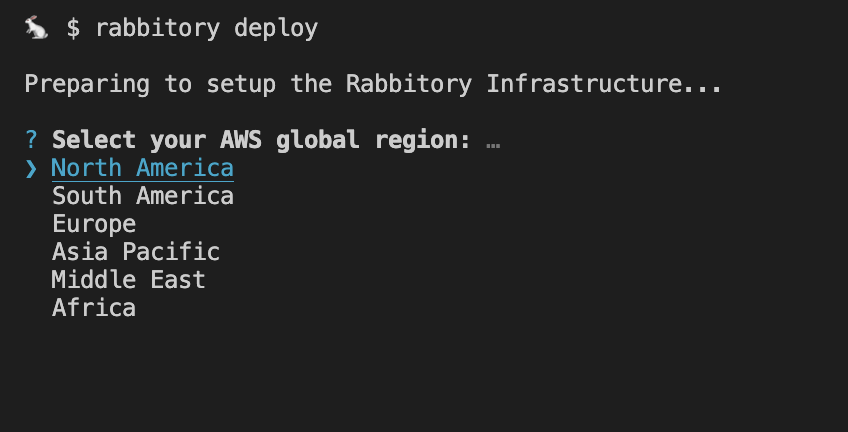 🐇 $ rabbitory deploy
Preparing to setup the Rabbitory Infrastructure...
? Select your AWS global region: …
❯ North America
South America
Europe
Asia Pacific
Middle East
Africa